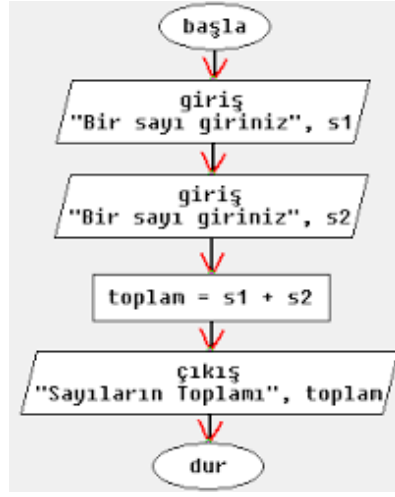 başla
giriş
"Bir sayı giriniz", s1
giriş
"Bir sayı giriniz", s2
toplam = s1 + s2
çıkış
"Sayıların Toplamı", toplam
dur